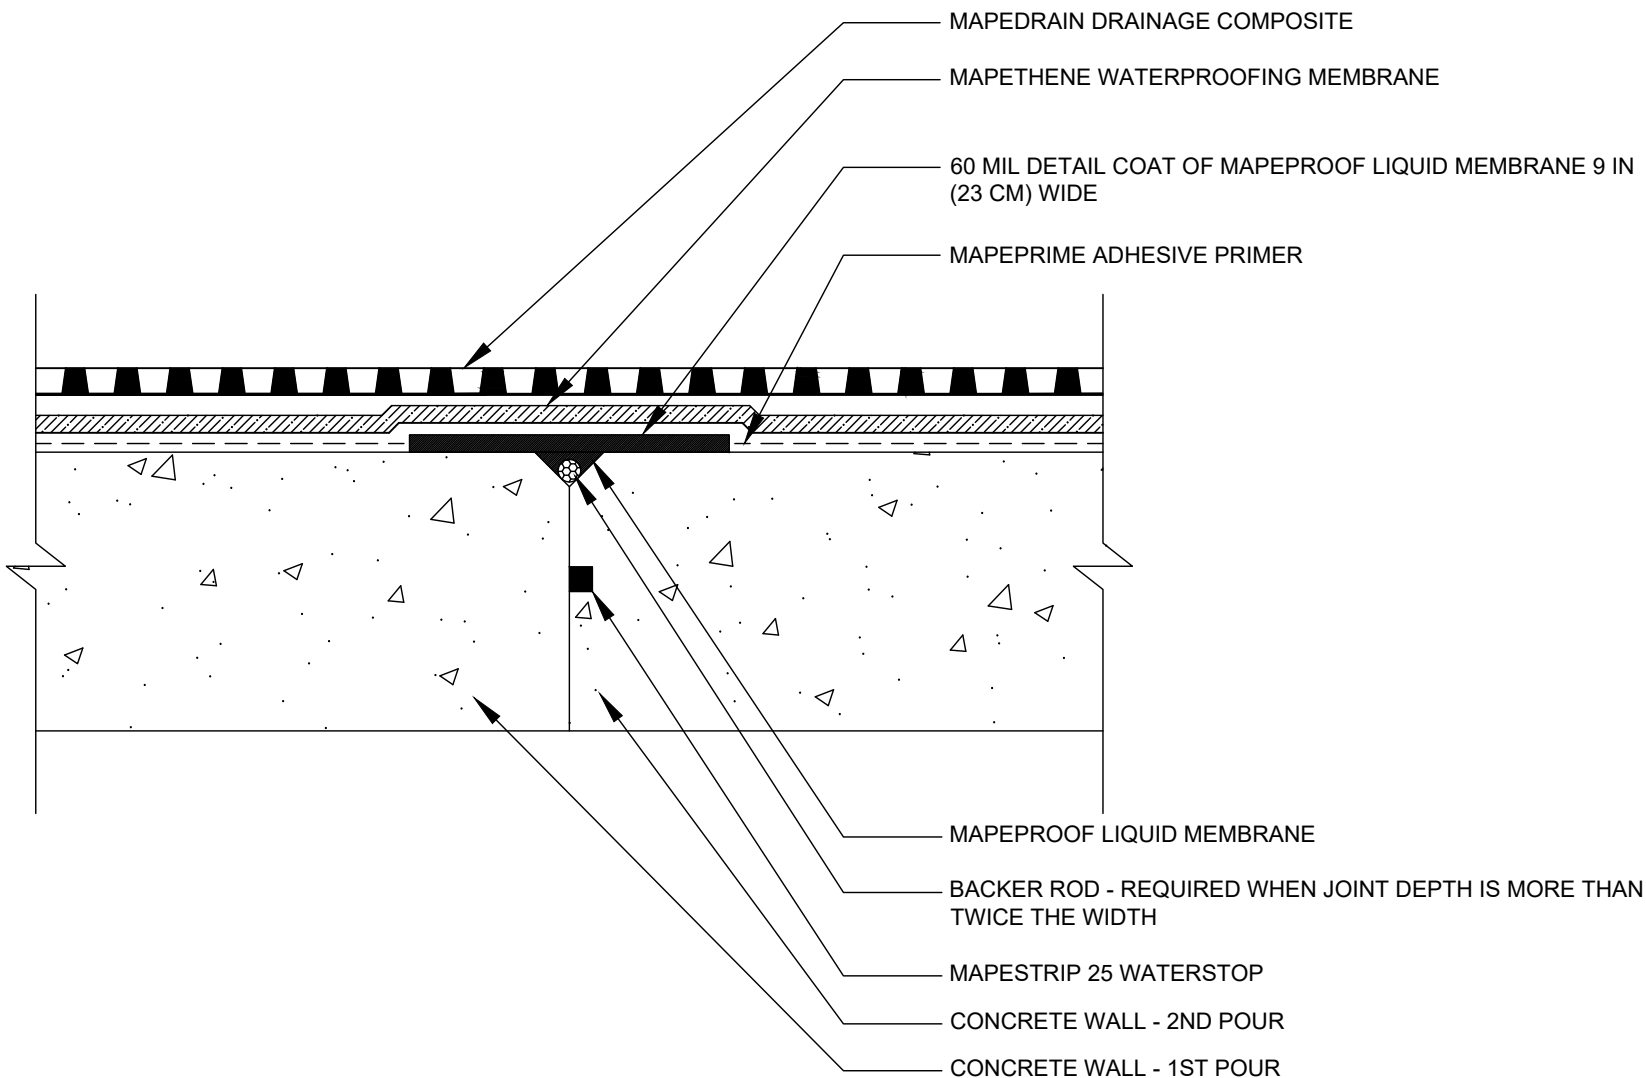 MAPEDRAIN DRAINAGE COMPOSITE
MAPETHENE WATERPROOFING MEMBRANE
60 MIL DETAIL COAT OF MAPEPROOF LIQUID MEMBRANE 9 IN
(23 CM) WIDE
MAPEPRIME ADHESIVE PRIMER
MAPEPROOF LIQUID MEMBRANE
BACKER ROD - REQUIRED WHEN JOINT DEPTH IS MORE THAN
TWICE THE WIDTH
MAPESTRIP 25 WATERSTOP
CONCRETE WALL - 2ND POUR
CONCRETE WALL - 1ST POUR